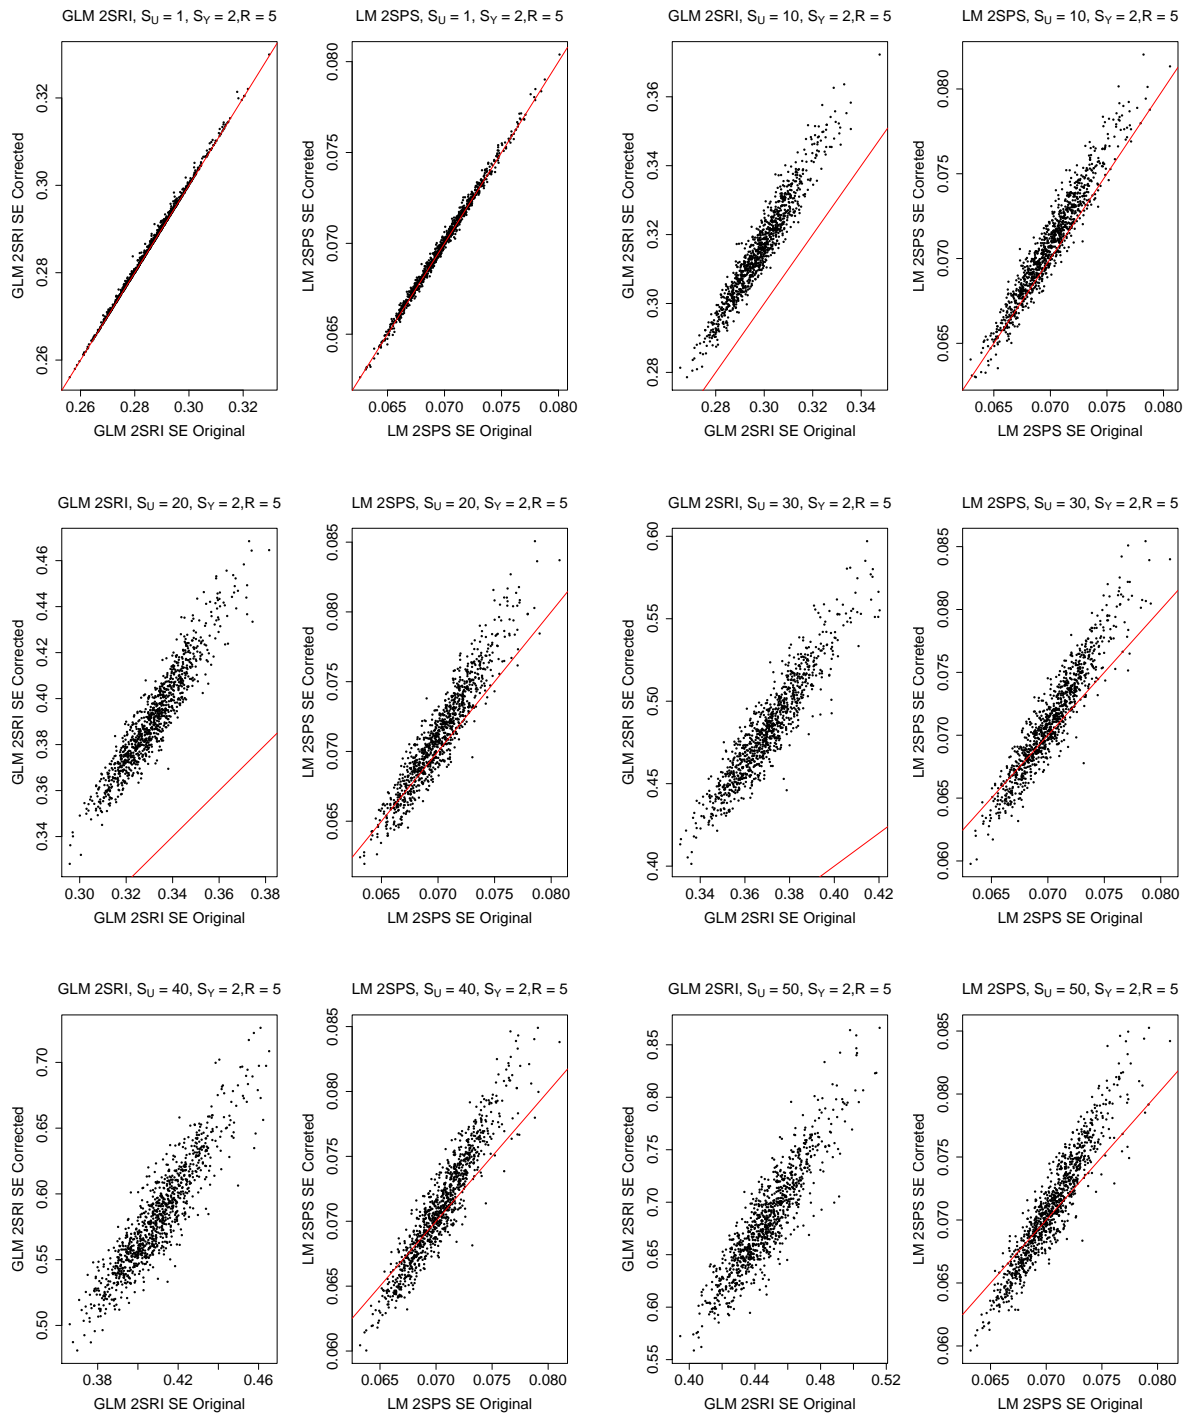 GLM 2SRI, S_U = 1, S_Y = 2,R = 5
GLM 2SRI SE Correted
0.26 0.28 0.30 0.32
0.26 0.28 0.30 0.32
GLM 2SRI SE Original
LM 2SPS, S_U = 1, S_Y = 2,R = 5
LM 2SPS SE Correted
0.065 0.070 0.075 0.080
0.065 0.070 0.075 0.080
LM 2SPS SE Original
GLM 2SRI, S_U = 10, S_Y = 2,R = 5
GLM 2SRI SE Correted
0.28 0.30 0.32 0.34 0.36
0.28 0.30 0.32 0.34
GLM 2SRI SE Original
LM 2SPS, S_U = 10, S_Y = 2,R = 5
LM 2SPS SE Correted
0.065 0.070 0.075 0.080
0.065 0.070 0.075 0.080
LM 2SPS SE Original
GLM 2SRI, S_U = 20, S_Y = 2,R = 5
GLM 2SRI SE Correted
0.34 0.36 0.38 0.40 0.42 0.44 0.46
0.30 0.32 0.34 0.36 0.38
GLM 2SRI SE Original
LM 2SPS, S_U = 20, S_Y = 2,R = 5
LM 2SPS SE Correted
0.065 0.070 0.075 0.080 0.085
0.065 0.070 0.075 0.080
LM 2SPS SE Original
GLM 2SRI, S_U = 30, S_Y = 2,R = 5
GLM 2SRI SE Correted
0.40 0.45 0.50 0.55 0.60
0.34 0.36 0.38 0.40 0.42
GLM 2SRI SE Original
LM 2SPS, S_U = 30, S_Y = 2,R = 5
LM 2SPS SE Correted
0.060 0.065 0.070 0.075 0.080 0.085
0.065 0.070 0.075 0.080
LM 2SPS SE Original
GLM 2SRI, S_U = 40, S_Y = 2,R = 5
GLM 2SRI SE Correted
0.50 0.55 0.60 0.65 0.70
0.38 0.42 0.46
GLM 2SRI SE Original
LM 2SPS, S_U = 40, S_Y = 2,R = 5
LM 2SPS SE Correted
0.060 0.065 0.070 0.075 0.080 0.085
0.065 0.070 0.075 0.080
LM 2SPS SE Original
GLM 2SRI, S_U = 50, S_Y = 2,R = 5
GLM 2SRI SE Correted
0.55 0.60 0.65 0.70 0.75 0.80 0.85
0.40 0.44 0.48 0.52
GLM 2SRI SE Original
LM 2SPS, S_U = 50, S_Y = 2,R = 5
LM 2SPS SE Correted
0.060 0.065 0.070 0.075 0.080 0.085
0.065 0.070 0.075 0.080
LM 2SPS SE Original